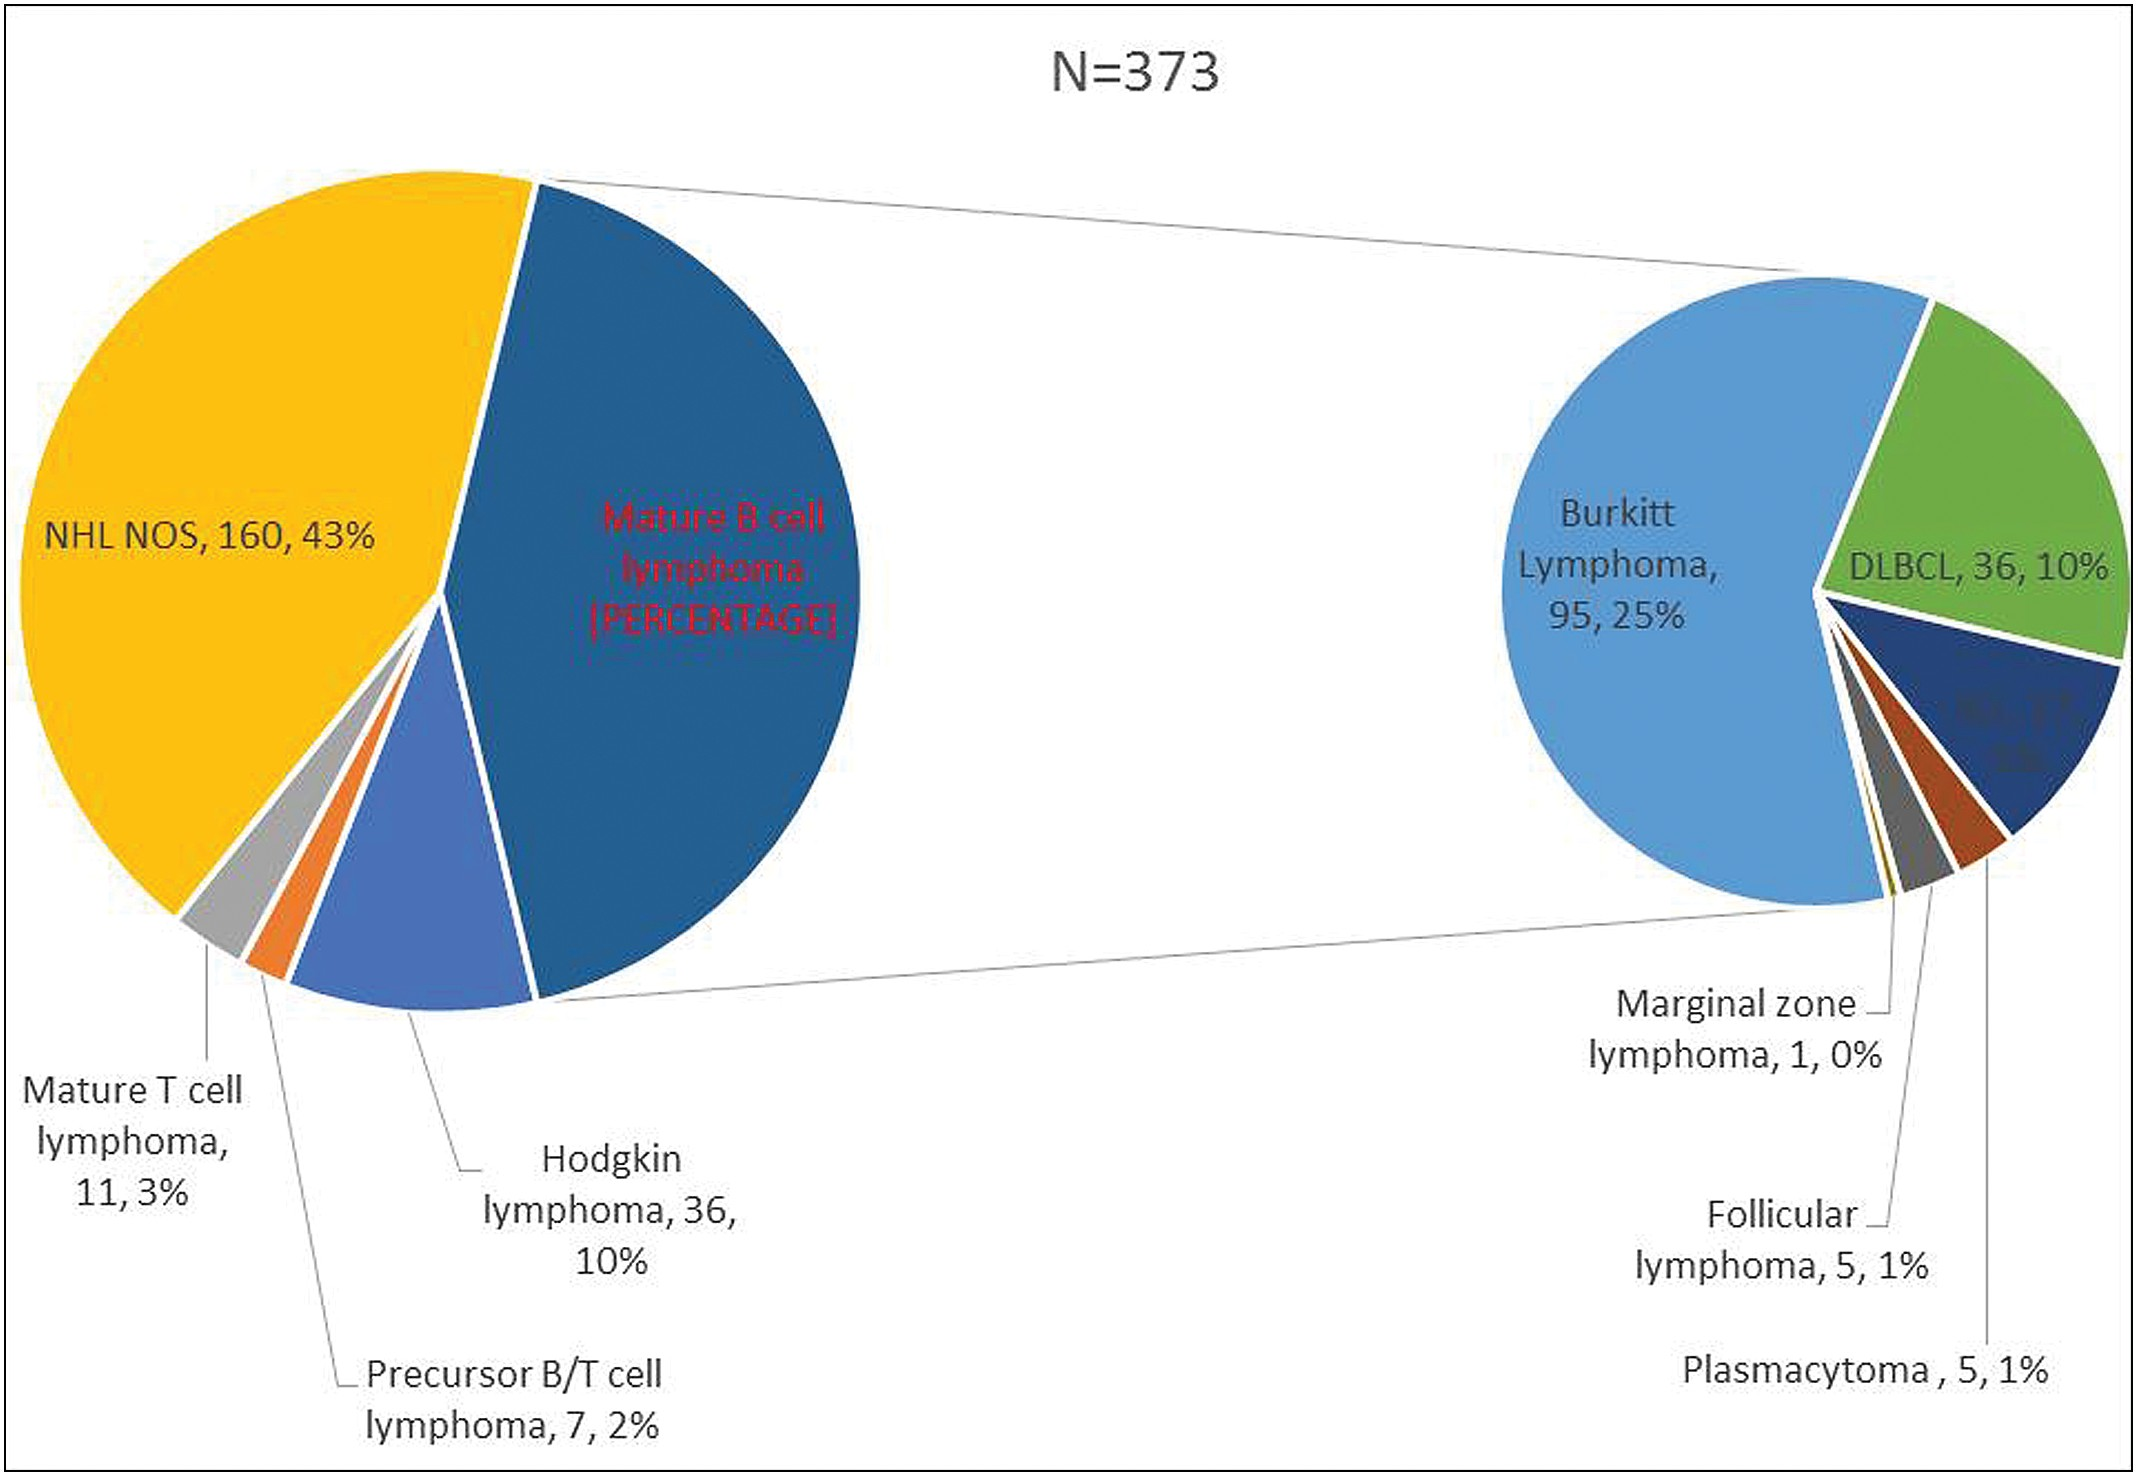 N=373
NHL NOS, 160, 43%
Mature B cell
lymphoma
[PERCENTAGE]
Burkitt
Lymphoma,
95, 25%
DLBCL, 36, 10%
Mature T cell
lymphoma,
11, 3%
Hodgkin
lymphoma, 36,
10%
Precursor B/T cell
lymphoma, 7, 2%
Marginal zone
lymphoma, 1, 0%
Follicular
lymphoma, 5, 1%
Plasmacytoma , 5, 1%